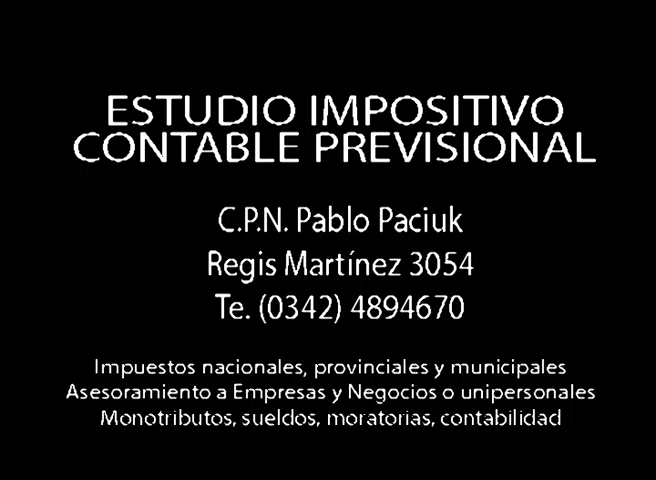 ESTUDIO IMPOSITIVO
CONTABLE PREVISIONAL
C.P.N. Pablo Paciuk
Regis Martínez 3054
Te. (0342) 4894670
Impuestos nacionales, provinciales y municipales
Asesoramiento a Empresas y Negocios o unipersonales
Monotributos, sueldos, moratorias, contabilidad